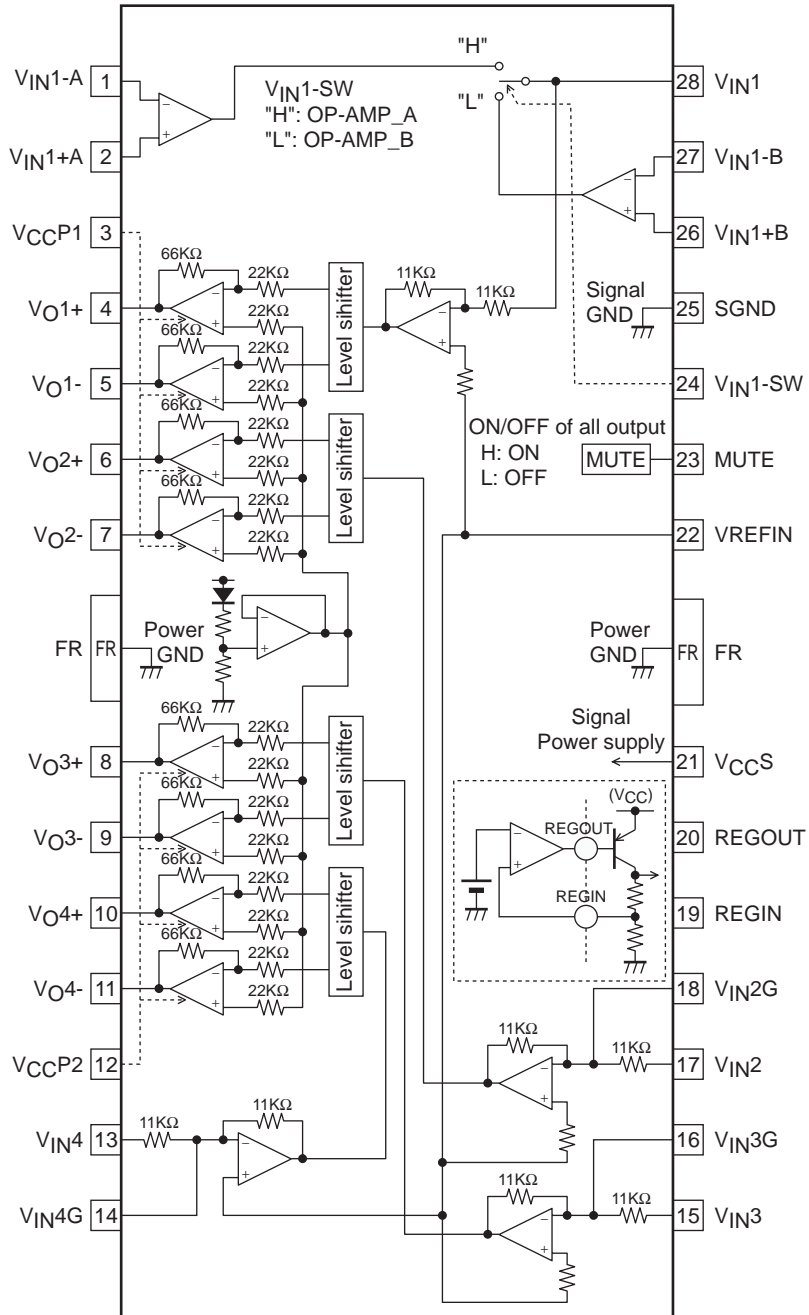 "H"
VIN1-A 1
VIN1-SW
"H": OP-AMP_A
"L": OP-AMP_B
28 VIN1
"L"
VIN1+A 2
27 VIN1-B
VCCP1 3
26 VIN1+B
66KΩ
22KΩ
Level sihifter
11KΩ
11KΩ
VO1+ 4
Signal
GND
25 SGND
22KΩ
66KΩ
22KΩ
VO1- 5
24 VIN1-SW
22KΩ
66KΩ
22KΩ
Level sihifter
ON/OFF of all output
H: ON
L: OFF
VO2+ 6
MUTE
23 MUTE
22KΩ
66KΩ
22KΩ
VO2- 7
22 VREFIN
22KΩ
FR FR
Power
GND
Power
GND
FR FR
66KΩ
22KΩ
Level sihifter
Signal
Power supply
VO3+ 8
21 VCCS
22KΩ
66KΩ
22KΩ
(VCC)
VO3- 9
REGOUT
20 REGOUT
22KΩ
66KΩ
22KΩ
Level sihifter
REGIN
VO4+ 10
19 REGIN
22KΩ
66KΩ
22KΩ
VO4- 11
18 VIN2G
22KΩ
11KΩ
11KΩ
VCCP2 12
17 VIN2
11KΩ
11KΩ
VIN4 13
16 VIN3G
11KΩ
11KΩ
VIN4G 14
15 VIN3